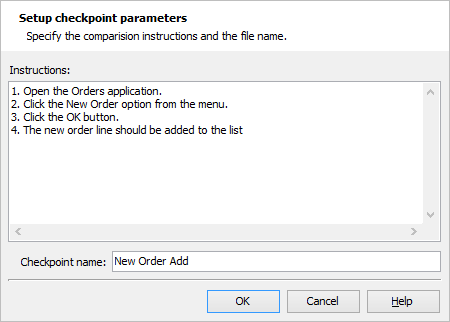 Setup checkpoint parameters
Specify the comparision instructions and the file name.
Instructions:
1. Open the Orders application.
2. Click the New Order option from the menu.
3. Click the OK button.
4. The new order line should be added to the list
Checkpoint name: New Order Add
OK Cancel Help